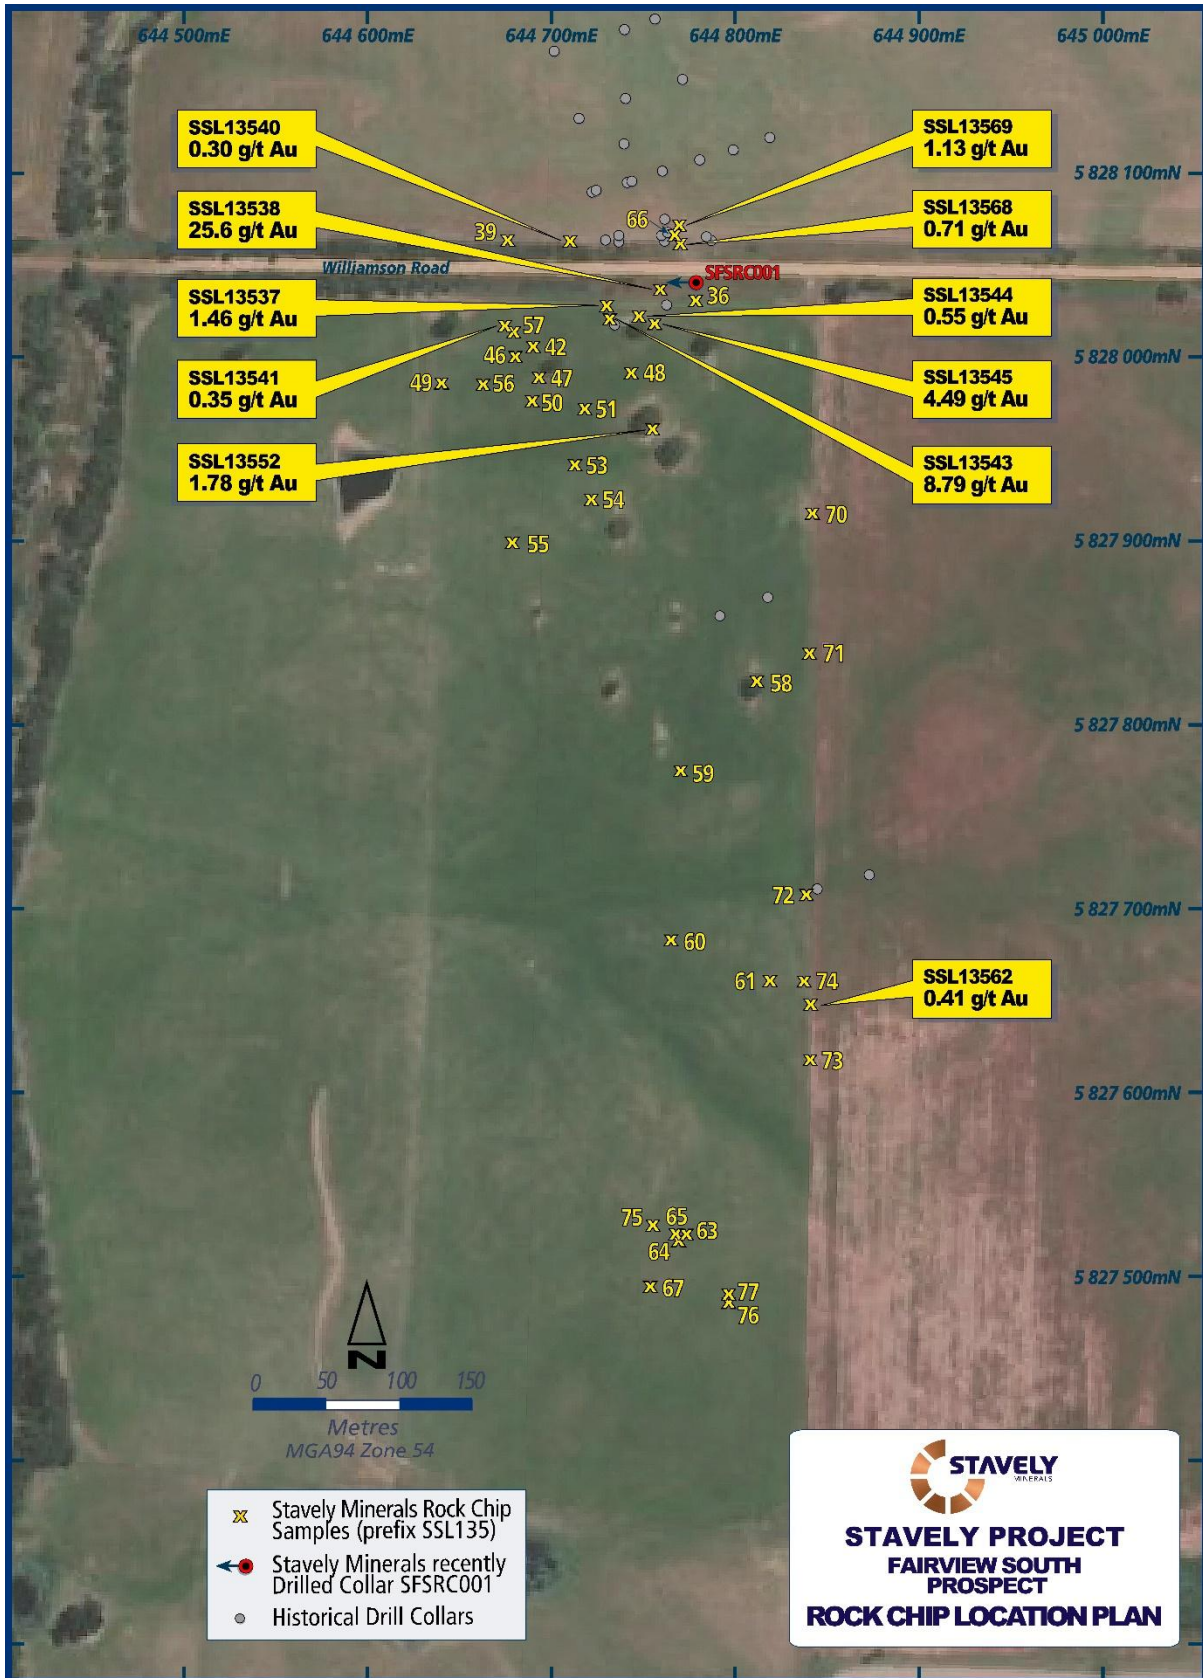 644 500mE
644 600mE
644 700mE
644 800mE
644 900mE
645 000mE
SSL13540
0.30 g/t Au
SSL13569
1.13 g/t Au
5 828 100mN
SSL13538
25.6 g/t Au
SSL13568
0.71 g/t Au
66
39
Williamson Road
SFSRC001
36
SSL13537
1.46 g/t Au
SSL13544
0.55 g/t Au
57
42
46
5 828 000mN
SSL13541
0.35 g/t Au
SSL13545
4.49 g/t Au
49
56
47
48
50
51
SSL13552
1.78 g/t Au
SSL13543
8.79 g/t Au
53
54
70
55
5 827 900mN
71
58
5 827 800mN
59
72
5 827 700mN
60
61
74
SSL13562
0.41 g/t Au
73
5 827 600mN
75
65
63
64
67
77
76
5 827 500mN
N
0 50 100 150
Metres
MGA94 Zone 54
Stavely Minerals Rock Chip
Samples (prefix SSL135)
Stavely Minerals recently
Drilled Collar SFSRC001
Historical Drill Collars
STAVELY
MINERALS
STAVELY PROJECT
FAIRVIEW SOUTH
PROSPECT
ROCK CHIP LOCATION PLAN